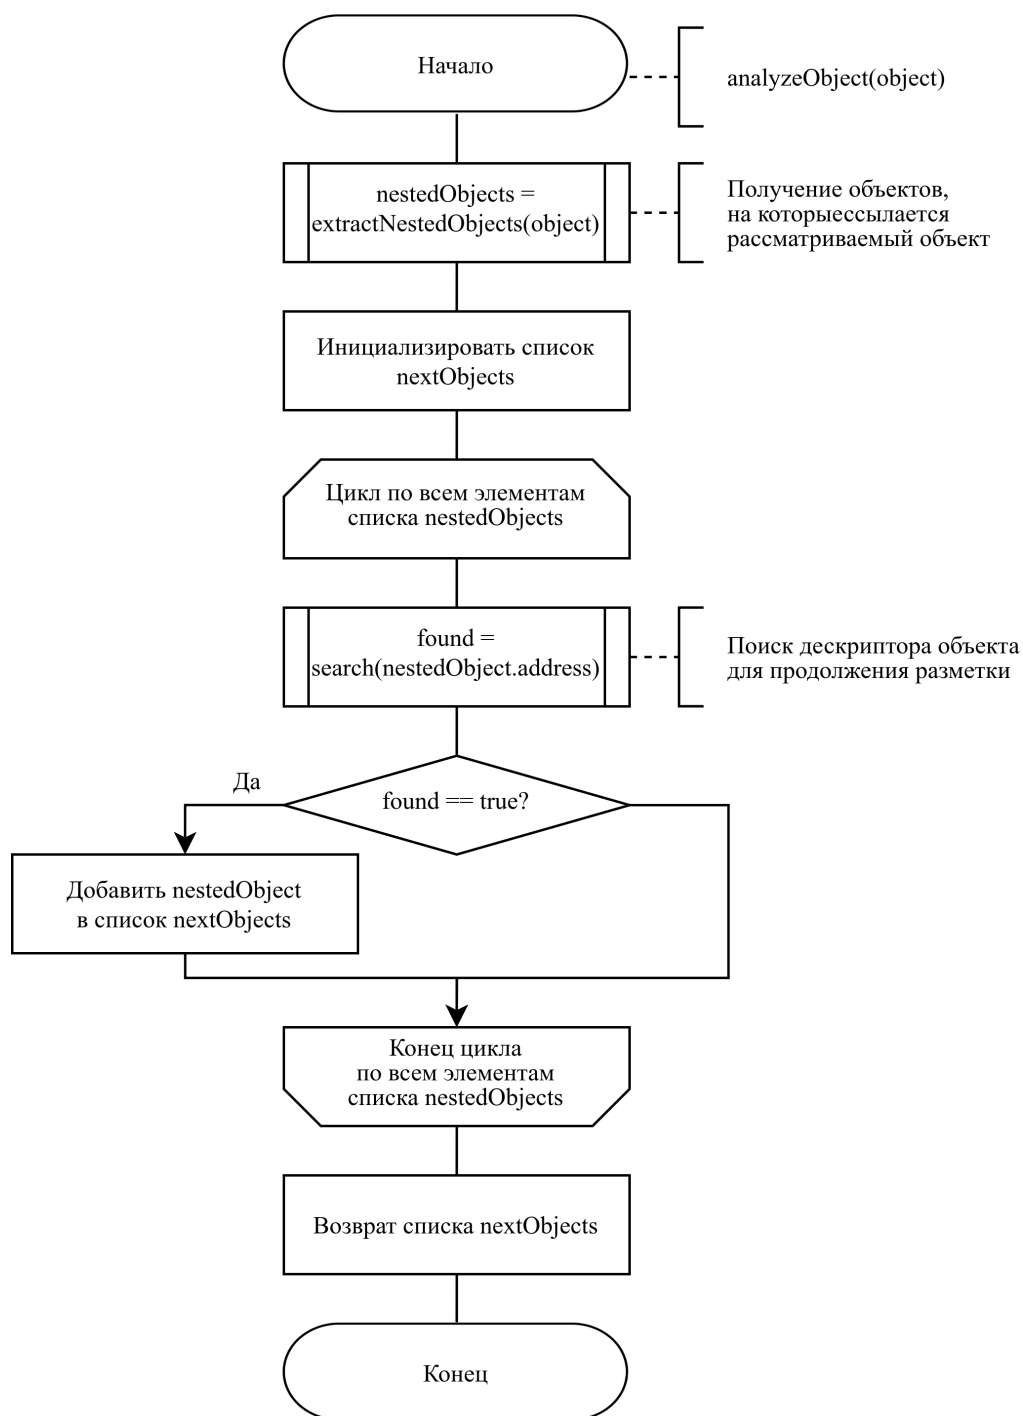 Начало
analyzeObject(object)
nestedObjects =
extractNestedObjects(object)
Получение объектов,
на которыессылается
рассматриваемый объект
Инициализировать список
nextObjects
Цикл по всем элементам
списка nestedObjects
found =
search(nestedObject.address)
Поиск дескриптора объекта
для продолжения разметки
Да
found == true?
Добавить nestedObject
в список nextObjects
Конец цикла
по всем элементам
списка nestedObjects
Возврат списка nextObjects
Конец